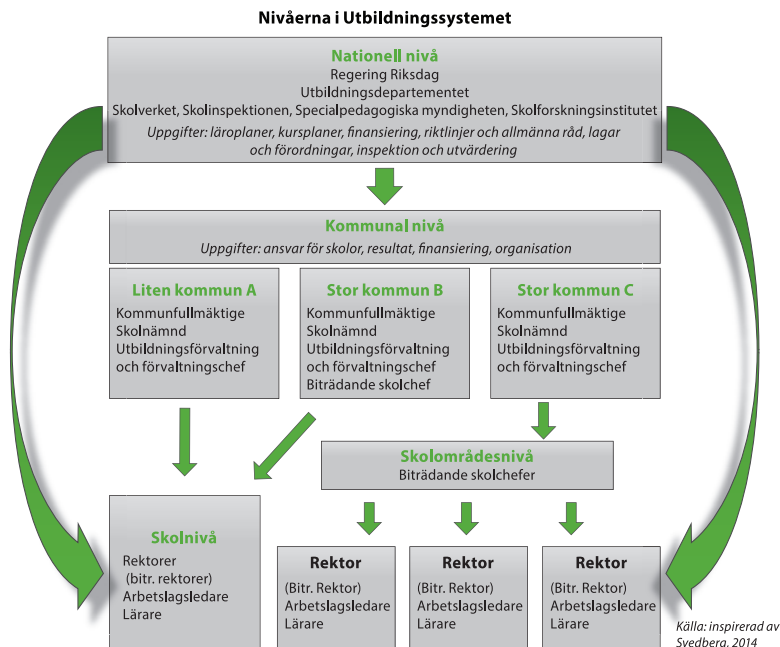 Nivåerna i Utbildningssystemet
Nationell nivå
Regering Riksdag
Utbildningsdepartementet
Skolverket, Skolinspektionen, Specialpedagogiska myndigheten, Skolforskningsinstitutet
Uppgifter: läroplaner, kursplaner, finansiering, riktlinjer och allmänna råd, lagar
och förordningar, inspektion och utvärdering
Kommunal nivå
Uppgifter: ansvar för skolor, resultat, finansiering, organisation
Liten kommun A
Kommunfullmäktige
Skolnämnd
Utbildningsförvaltning
och förvaltningschef
Stor kommun B
Kommunfullmäktige
Skolnämnd
Utbildningsförvaltning
och förvaltningschef
Biträdande skolchef
Stor kommun C
Kommunfullmäktige
Skolnämnd
Utbildningsförvaltning
och förvaltningschef
Skolområdesnivå
Biträdande skolchefer
Skolnivå
Rektorer
(bitr. rektorer)
Arbetslagsledare
Lärare
Rektor
(Bitr. Rektor)
Arbetslagsledare
Lärare
Rektor
(Bitr. Rektor)
Arbetslagsledare
Lärare
Rektor
(Bitr. Rektor)
Arbetslagsledare
Lärare
Källa: inspirerad av
Svedberg, 2014